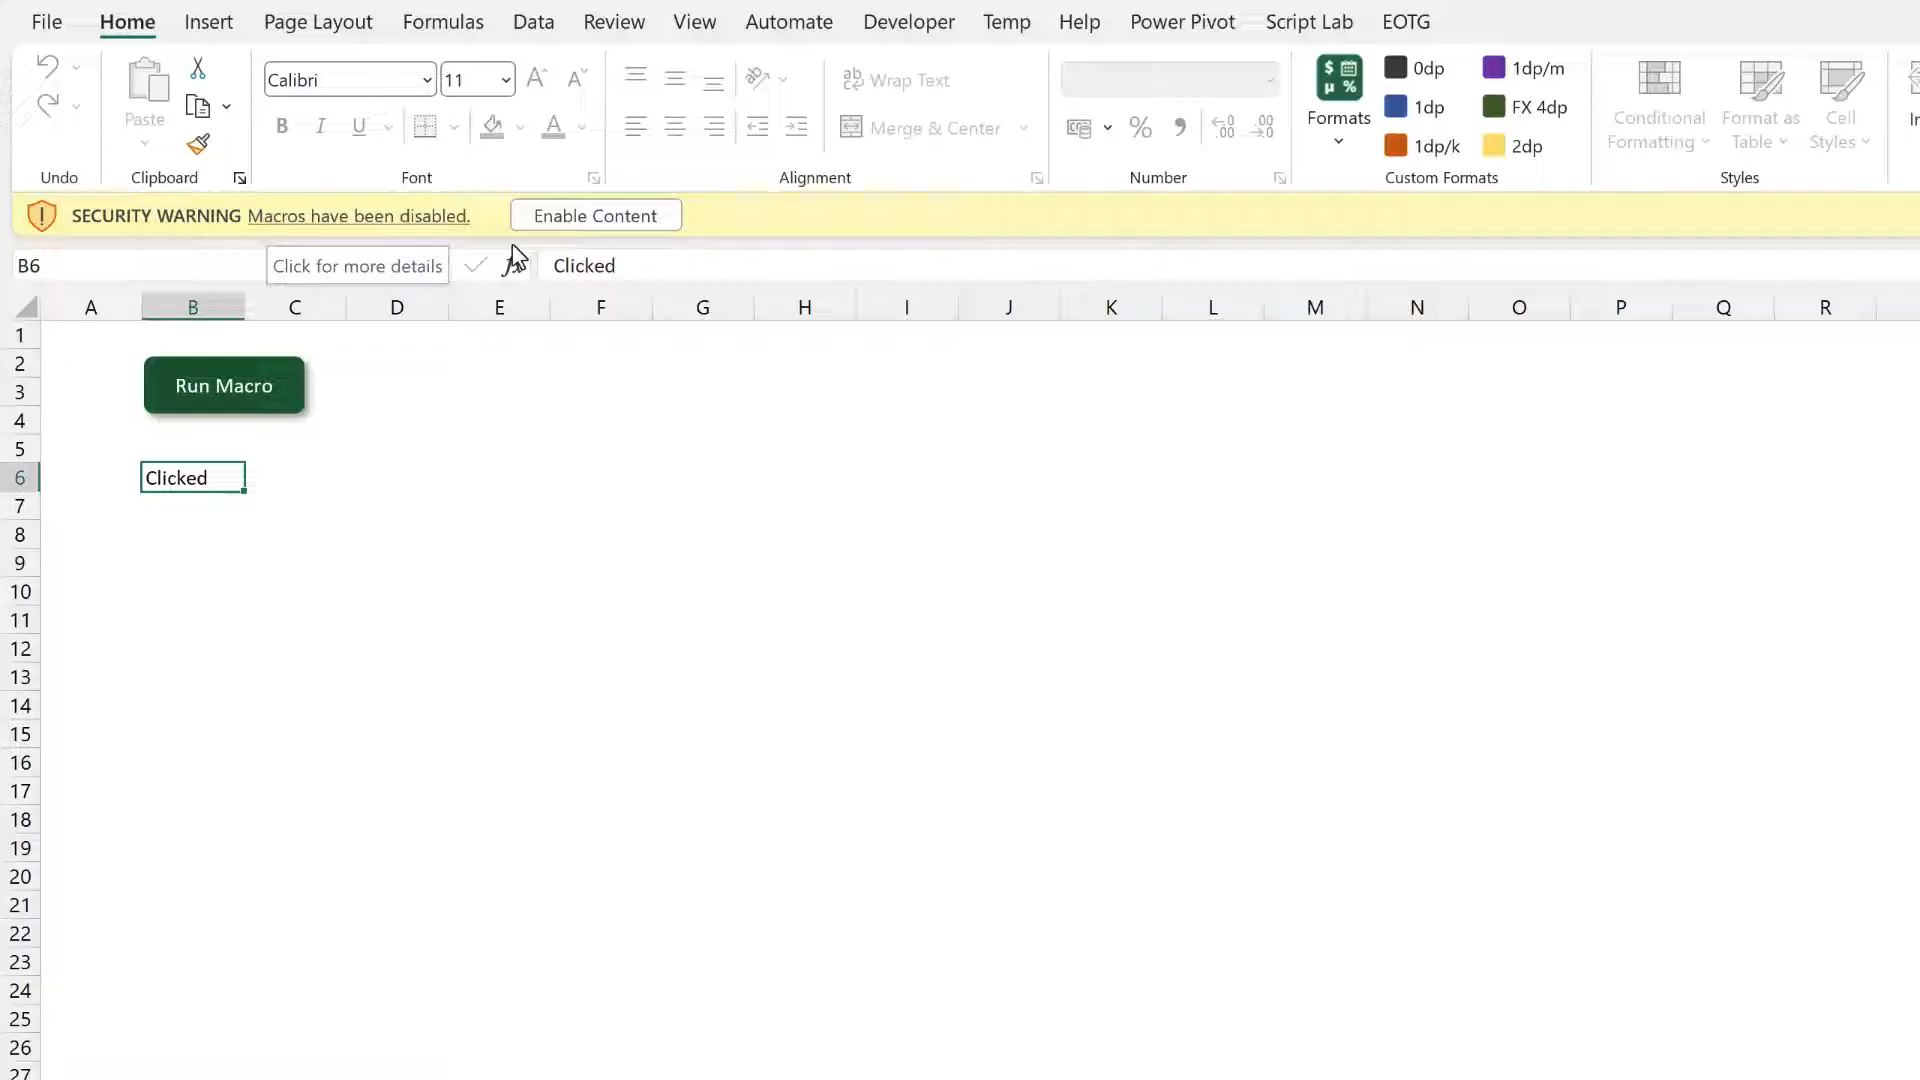 File Home Insert Page Layout Formulas Data Review View Automate Developer Temp Help Power Pivot Script Lab EOTG
Calibri 11 A A ab Wrap Text $ % 0dp 1dp/m
Paste Formats 1dp FX 4dp Conditional Format as Cell
B I U A Merge & Center % 1dp/k 2dp Formatting Table Styles
Undo Clipboard Font Alignment Number Custom Formats Styles
SECURITY WARNING Macros have been disabled. Enable Content
B6 Click for more details Clicked
A B C D E F G H I J K L M N O P Q R
1
2
Run Macro
3
4
5
6 Clicked
7
8
9
10
11
12
13
14
15
16
17
18
19
20
21
22
23
24
25
26
27